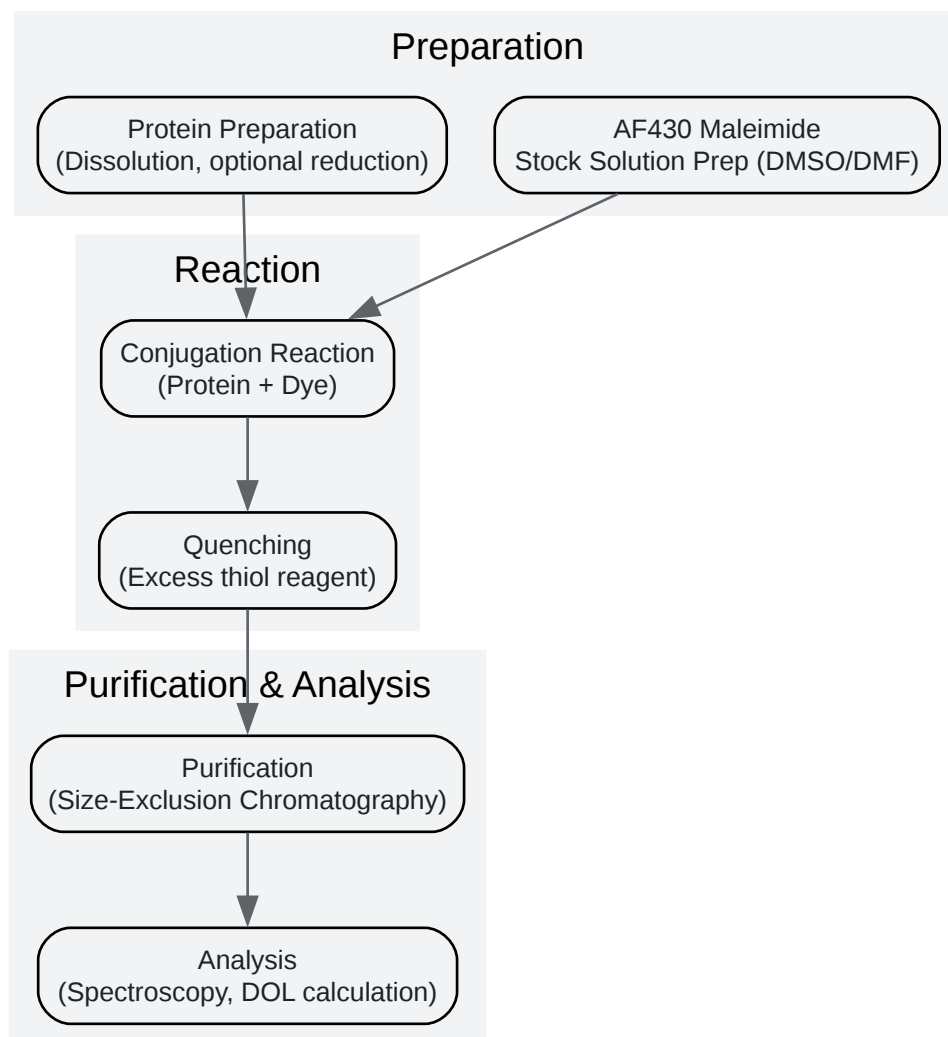 Preparation
Protein Preparation
(Dissolution, optional reduction)
AF430 Maleimide
Stock Solution Prep (DMSO/DMF)
Reaction
Conjugation Reaction
(Protein + Dye)
Quenching
(Excess thiol reagent)
Purification & Analysis
Purification
(Size-Exclusion Chromatography)
Analysis
(Spectroscopy, DOL calculation)